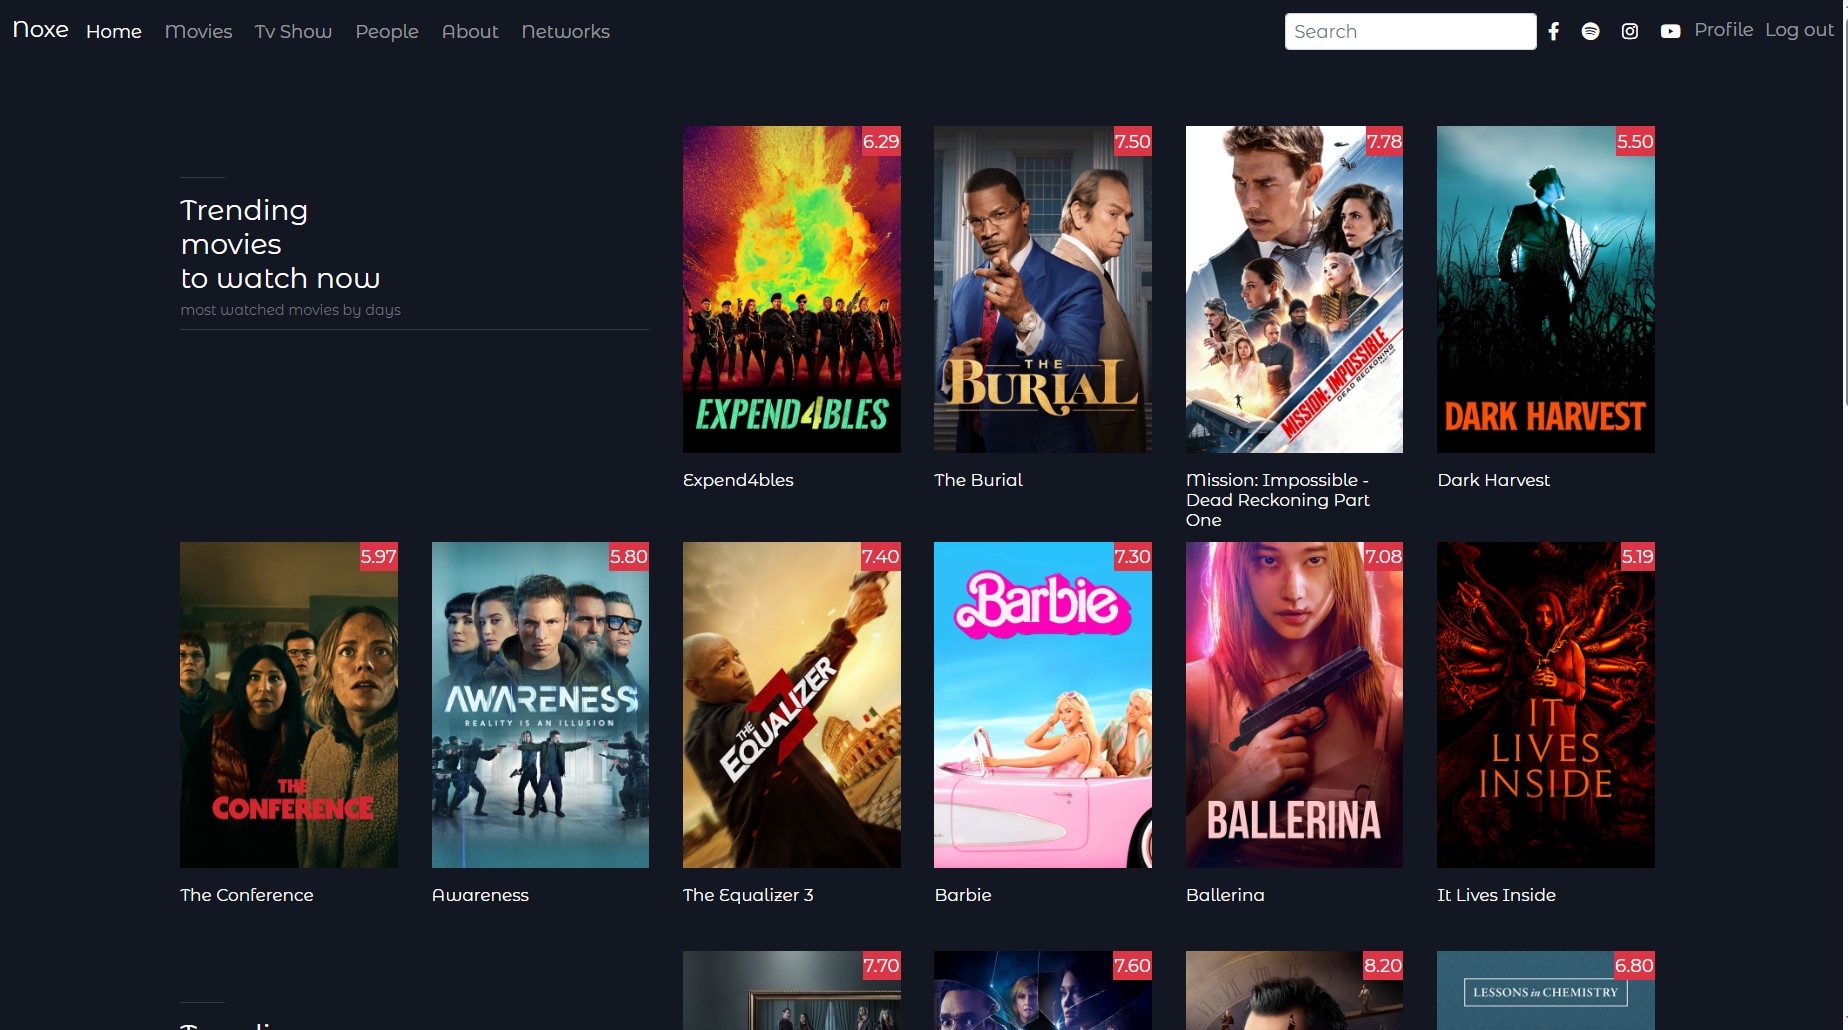 Noxe Home Movies Tv Show People About Networks Search Profile Log out
Trending
movies
to watch now
most watched movies by days
6.29
EXPEND4BLES
Expend4bles
7.50
THE
BURIAL
The Burial
7.78
MISSION: IMPOSSIBLE
DEAD RECKONING
Mission: Impossible -
Dead Reckoning Part
One
5.50
DARK HARVEST
Dark Harvest
5.97
THE
CONFERENCE
The Conference
5.80
AWARENESS
REALITY IS AN ILLUSION
Awareness
7.40
THE
EQUALIZER
3
The Equalizer 3
7.30
Barbie
Barbie
7.08
BALLERINA
Ballerina
5.19
IT
LIVES
INSIDE
It Lives Inside
7.70
7.60
8.20
6.80
LESSONS in CHEMISTRY